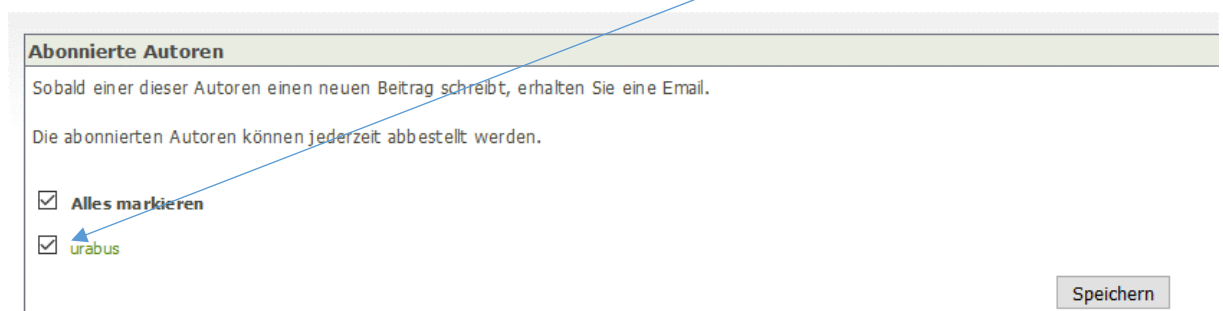 Abonnierte Autoren
Sobald einer dieser Autoren einen neuen Beitrag schreibt, erhalten Sie eine Email.
Die abonnierten Autoren können jederzeit abbestellt werden.
Alles markieren
urabus
Speichern